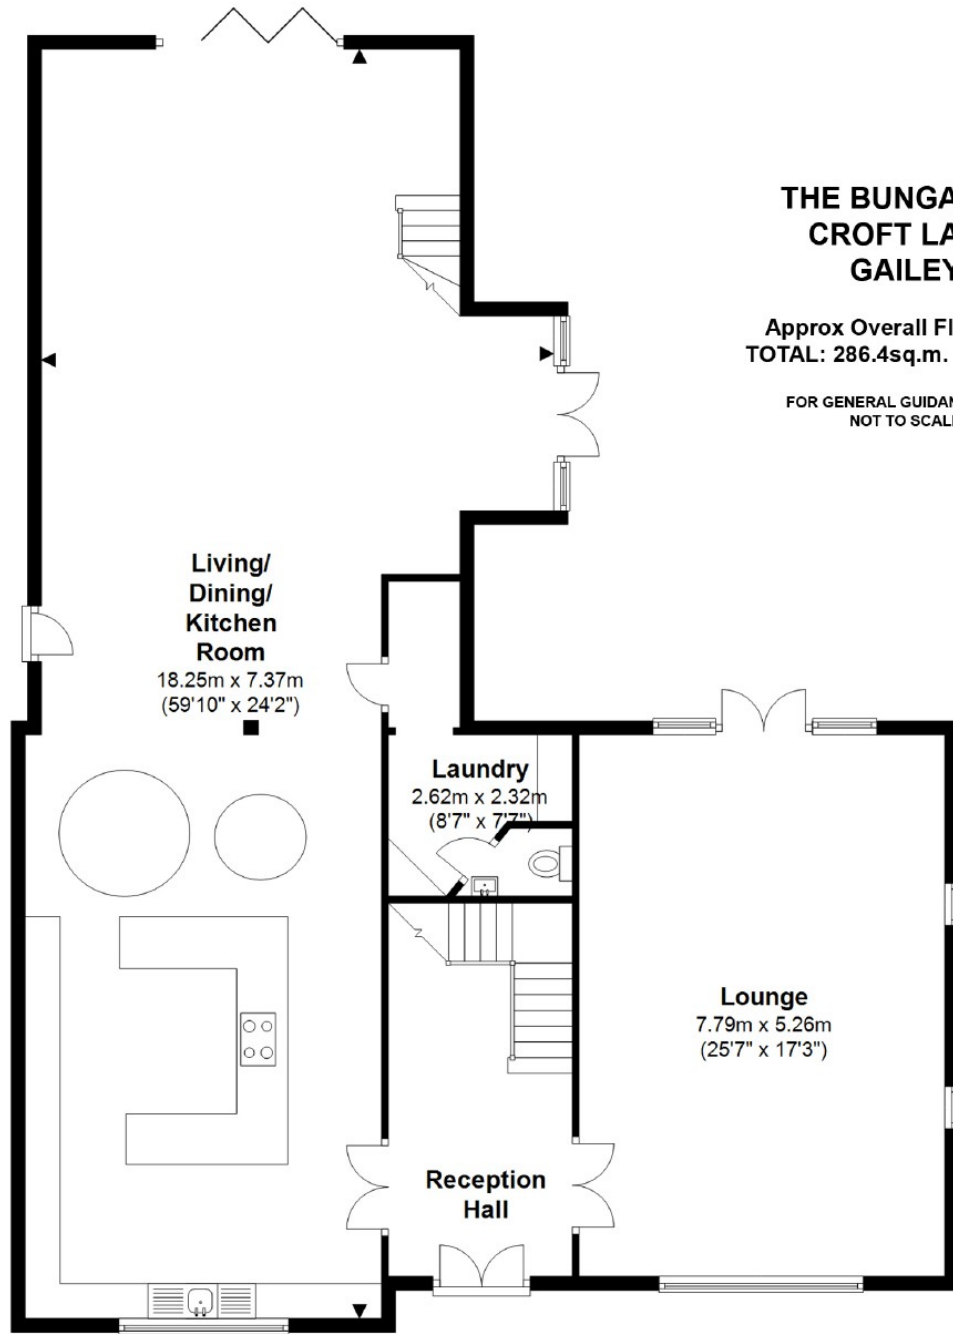 THE BUNGA
CROFT LA
GAILEY
Approx Overall Fl
TOTAL: 286.4sq.m.
FOR GENERAL GUIDAN
NOT TO SCAL
Living/
Dining/
Kitchen
Room
18.25m x 7.37m
(59'10" x 24'2")
Laundry
2.62m x 2.32m
(8'7" x 7'7")
Lounge
7.79m x 5.26m
(25'7" x 17'3")
Reception
Hall